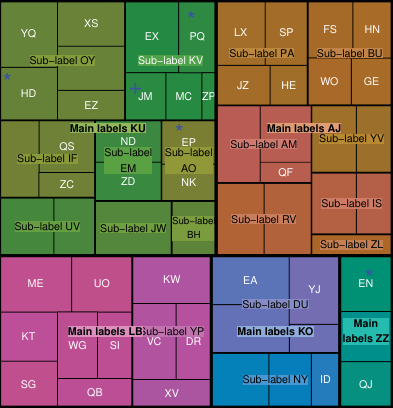 YQ
XS
EX
* PQ
LX
SP
FS
HN
Sub−label OY
Sub−label KV
Sub−label PA
Sub−label BU
* HD
EZ
+ JM
MC
ZP
JZ
HE
WO
GE
Main labels KU
Main labels AJ
QS
Sub−label IF
ZC
ND
Sub−label EM
ZD
* EP
Sub−label AO
NK
Sub−label AM
QF
Sub−label YV
Sub−label UV
Sub−label JW
Sub−label BH
Sub−label RV
Sub−label IS
Sub−label ZL
ME
UO
KW
EA
YJ
* EN
Sub−label DU
KT
Main labels LB
Sub−label YP
Main labels KO
Main labels ZZ
WG
SI
VC
DR
SG
QB
XV
Sub−label NY
ID
QJ